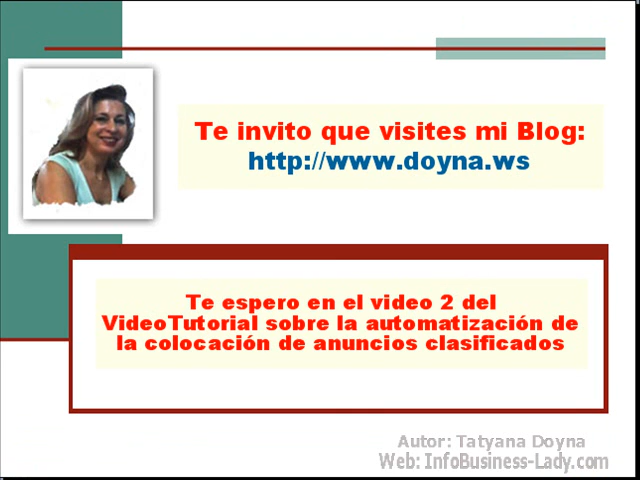 Te invito que visites mi Blog:
http://www.doyna.ws
Te espero en el video 2 del
VideoTutorial sobre la automatización de
la colocación de anuncios clasificados
Autor: Tatyana Doyna
Web: InfoBusiness-Lady.com